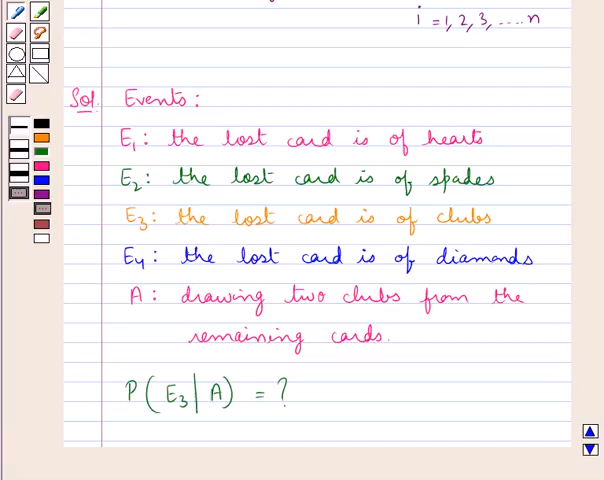 i = 1, 2, 3, .... n
Sol. Events :
E₁ : the lost card is of hearts
E₂ : the lost card is of spades
E₃ : the lost card is of clubs
E₄ : the lost card is of diamonds
A : drawing two clubs from the
remaining cards.
P ( E₃ | A ) = ?